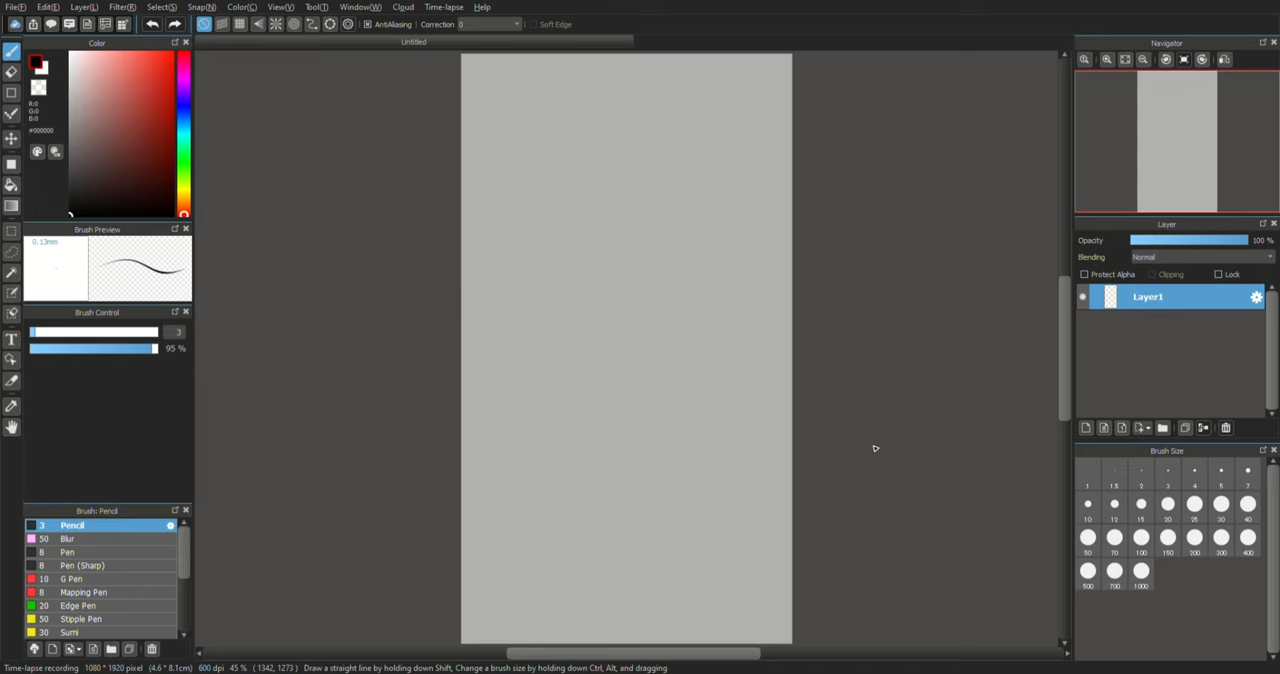 File(F) Edit(E) Layer(L) Filter(R) Select(S) Snap(N) Color(C) View(V) Tool(T) Window(W) Cloud Time-lapse Help
AntiAliasing Correction 0 Soft Edge
Color
R:0
G:0
B:0
#000000
Brush Preview
0.13mm
Brush Control
3
95 %
Brush: Pencil
3 Pencil
50 Blur
8 Pen
8 Pen (Sharp)
10 G Pen
8 Mapping Pen
20 Edge Pen
50 Stipple Pen
30 Sumi
Untitled
Navigator
Layer
Opacity 100 %
Blending Normal
Protect Alpha Clipping Lock
Layer1
Brush Size
1 1.5 2 3 4 5 7
10 12 15 20 25 30 40
50 70 100 150 200 300 400
500 700 1000
Time-lapse recording 1080 * 1920 pixel (4.6 * 8.1cm) 600 dpi 45 % ( 1342, 1273 ) Draw a straight line by holding down Shift, Change a brush size by holding down Ctrl, Alt, and dragging